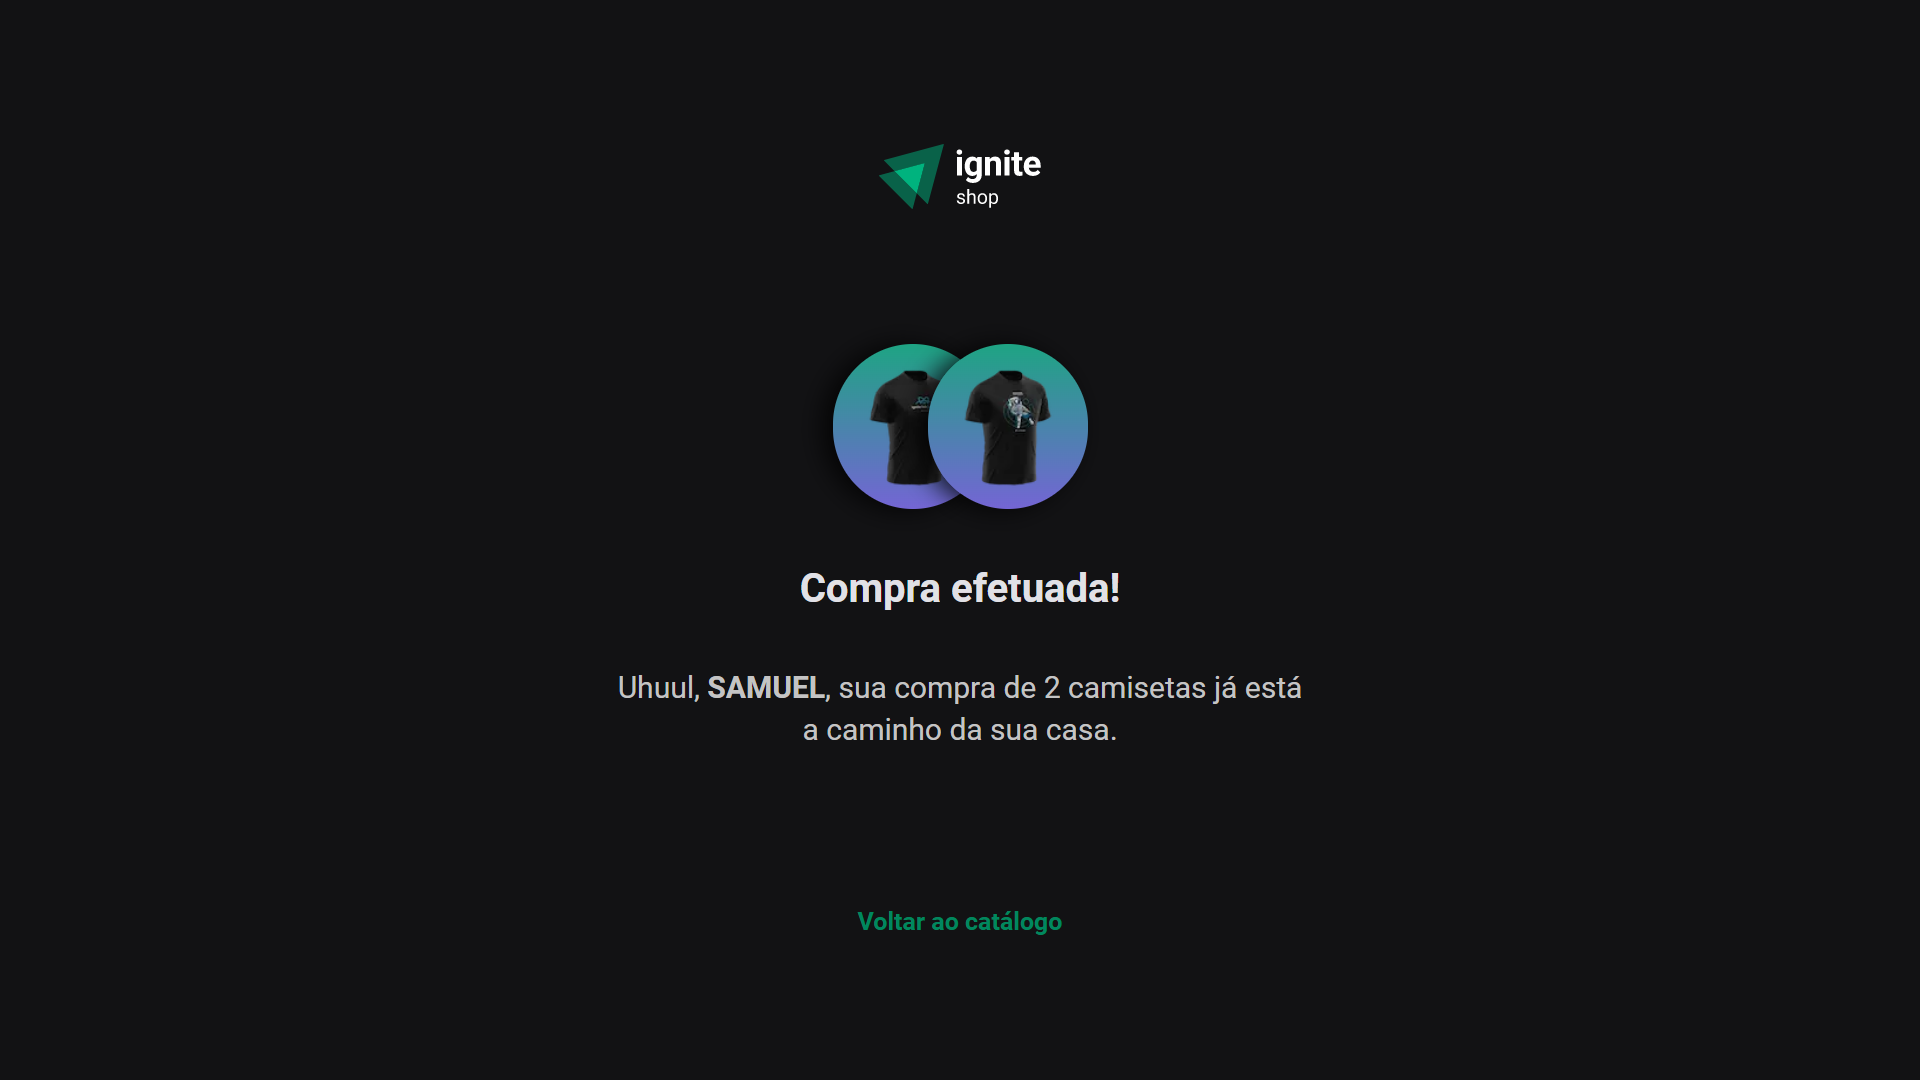 ignite
shop
Compra efetuada!
Uhuul, SAMUEL, sua compra de 2 camisetas já está
a caminho da sua casa.
Voltar ao catálogo